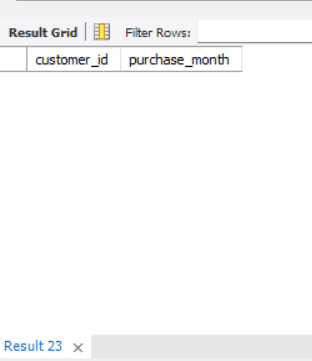 Result Grid Filter Rows:
customer_id purchase_month
Result 23